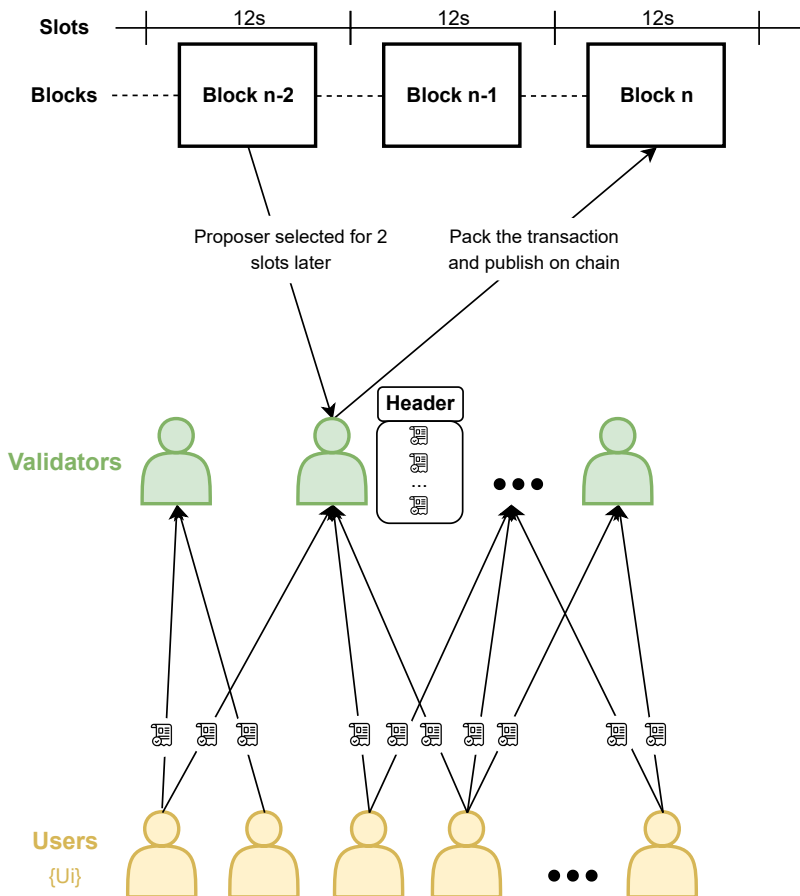 Slots
12s
12s
12s
Blocks
Block n-2
Block n-1
Block n
Proposer selected for 2
slots later
Pack the transaction
and publish on chain
Header
...
Validators
Users
{Ui}